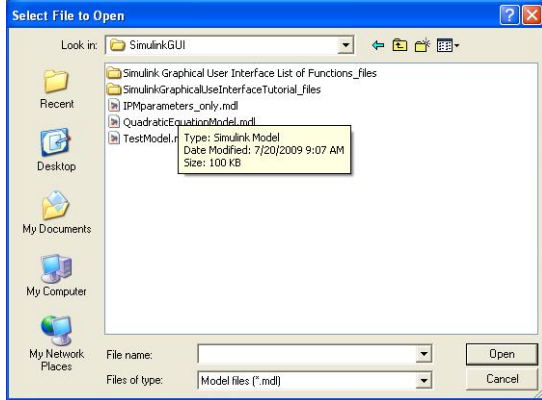 Select File to Open
Look in: SimulinkGUI
Simulink Graphical User Interface List of Functions_files
SimulinkGraphicalUseInterfaceTutorial_files
IPMparameters_only.mdl
QuadraticEquationModel.mdl
TestModel.
Type: Simulink Model
Date Modified: 7/20/2009 9:07 AM
Size: 100 KB
Recent
Desktop
My Documents
My Computer
My Network
Places
File name:
Open
Files of type: Model files (*.mdl)
Cancel